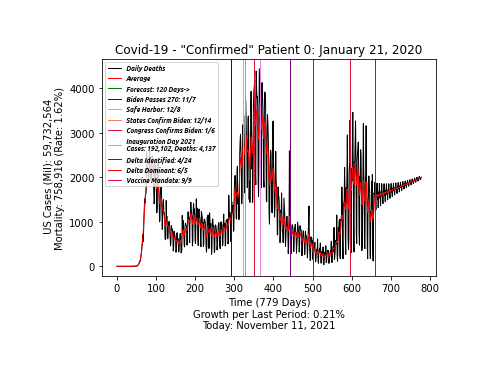 Covid-19 - "Confirmed" Patient 0: January 21, 2020
US Cases (Mil): 59,732,564
Mortality: 758,916 (Rate: 1.62%)
4000
3000
2000
1000
0
Daily Deaths
Average
Forecast: 120 Days->
Biden Passes 270: 11/7
Safe Harbor: 12/8
States Confirm Biden: 12/14
Congress Confirms Biden: 1/6
Inauguration Day 2021
Cases: 192,102, Deaths: 4,137
Delta Identified: 4/24
Delta Dominant: 6/5
Vaccine Mandate: 9/9
0 100 200 300 400 500 600 700 800
Time (779 Days)
Growth per Last Period: 0.21%
Today: November 11, 2021